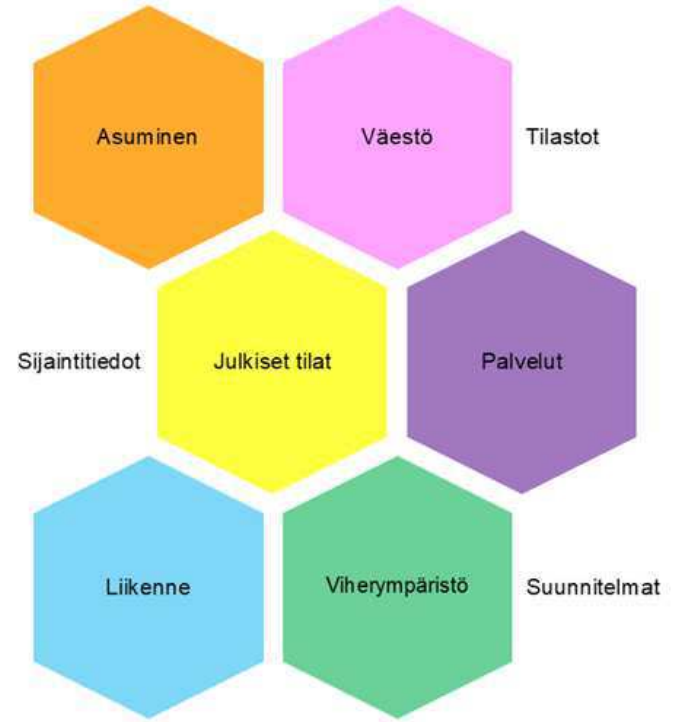 Asuminen
Väestö
Tilastot
Sijaintitiedot
Julkiset tilat
Palvelut
Liikenne
Viherympäristö
Suunnitelmat